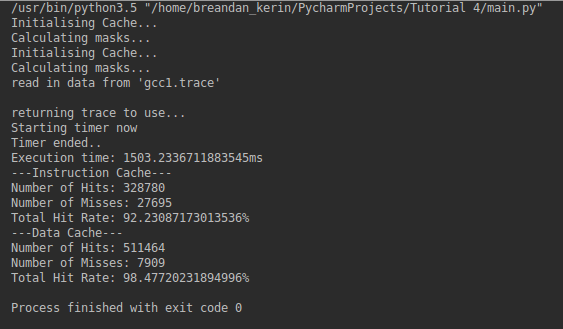 /usr/bin/python3.5 "/home/breandan_kerin/PycharmProjects/Tutorial 4/main.py"
Initialising Cache...
Calculating masks...
Initialising Cache...
Calculating masks...
read in data from 'gcc1.trace'
returning trace to use...
Starting timer now
Timer ended..
Execution time: 1503.2336711883545ms
---Instruction Cache---
Number of Hits: 328780
Number of Misses: 27695
Total Hit Rate: 92.23087173013536%
---Data Cache---
Number of Hits: 511464
Number of Misses: 7909
Total Hit Rate: 98.47720231894996%
Process finished with exit code 0